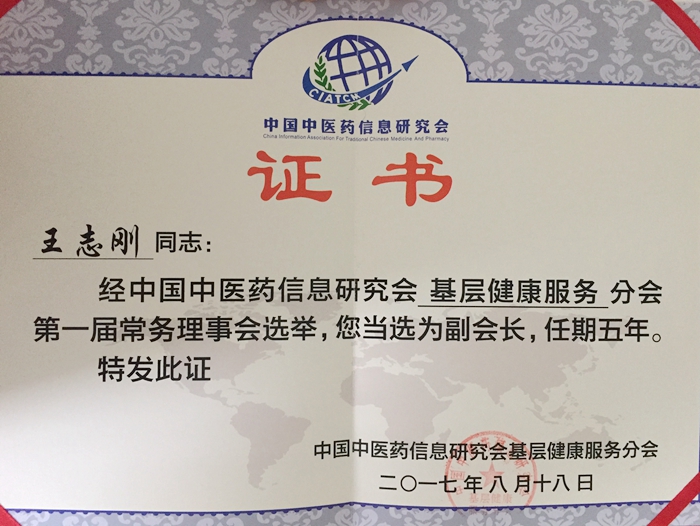 CIATCM
中国中医药信息研究会
China Information Association For Traditional Chinese Medicine And Pharmacy
证书
王志刚 同志：
经中国中医药信息研究会 基层健康服务 分会
第一届常务理事会选举，您当选为副会长，任期五年。
特发此证
中国中医药信息研究会基层健康服务分会
二〇一七年八月十八日